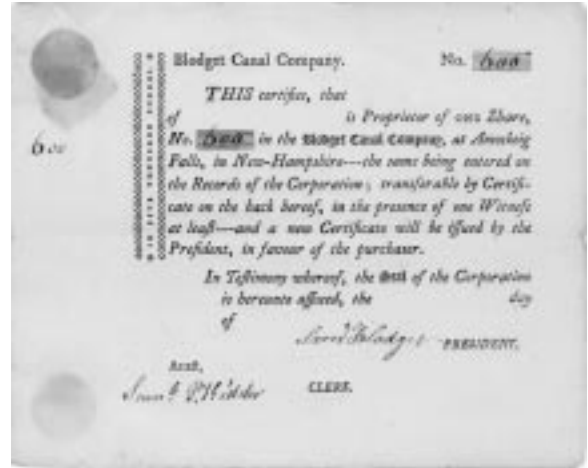 Blodget Canal Company. No. 600
THIS certifies, that
of is Proprietor of one Share,
600
No. 600 in the Blodget Canal Company, at Amoskeig
Falls, in New-Hampshire—the same being entered on
the Records of the Corporation; transferable by Certifi-
cate on the back hereof, in the presence of one Witness
at least—and a new Certificate will be issued by the
President, in favour of the purchaser.
In Testimony whereof, the Seal of the Corporation
is hereunto affixed, the day
of
Blodget PRESIDENT.
Attest,
Kidder CLERK.